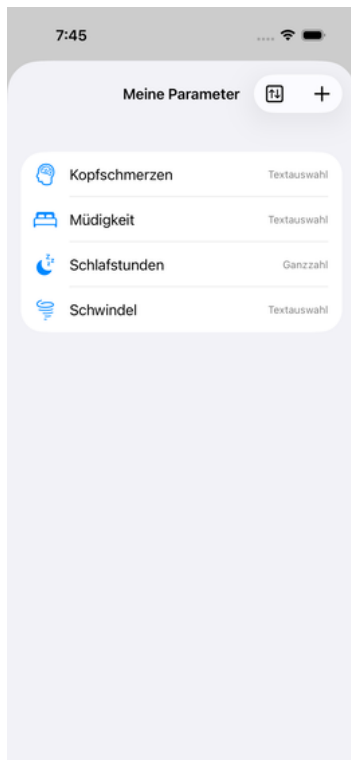 7:45
Meine Parameter
Kopfschmerzen Textauswahl
Müdigkeit Textauswahl
Schlafstunden Ganzzahl
Schwindel Textauswahl